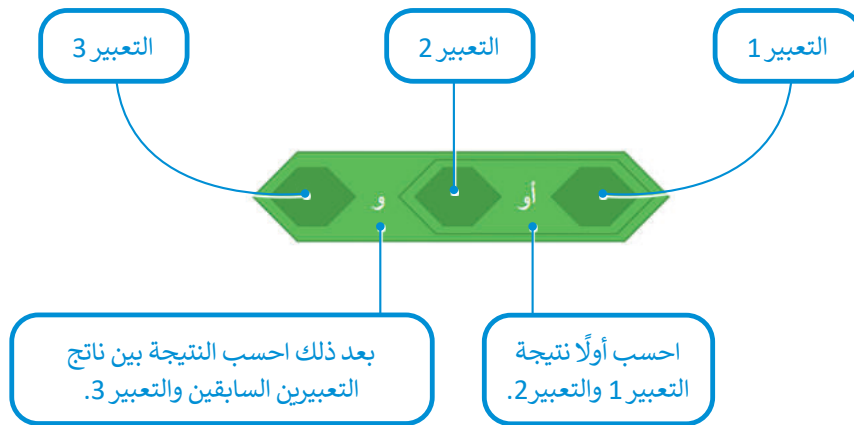 التعبير 1
التعبير 2
التعبير 3
أو
و
احسب أولًا نتيجة
التعبير 1 والتعبير2.
بعد ذلك احسب النتيجة بين ناتج
التعبيرين السابقين والتعبير 3.